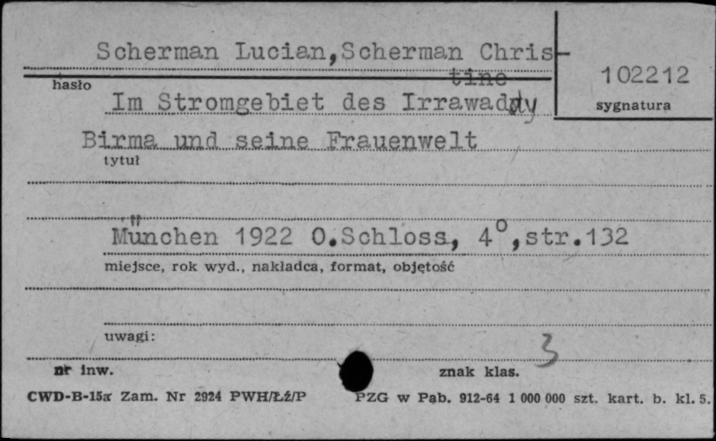 Scherman Lucian, Scherman Chris-
tine
102212
hasło
sygnatura
Im Stromgebiet des Irrawaddy
Birma und seine Frauenwelt
tytuł
München 1922 O.Schloss, 4°, str.132
miejsce, rok wyd., nakładca, format, objętość
uwagi:
3
nr inw.
znak klas.
CWD-B-15a Zam. Nr 2924 PWH/Łź/P
PZG w Pab. 912-64 1 000 000 szt. kart. b. kl. 5.